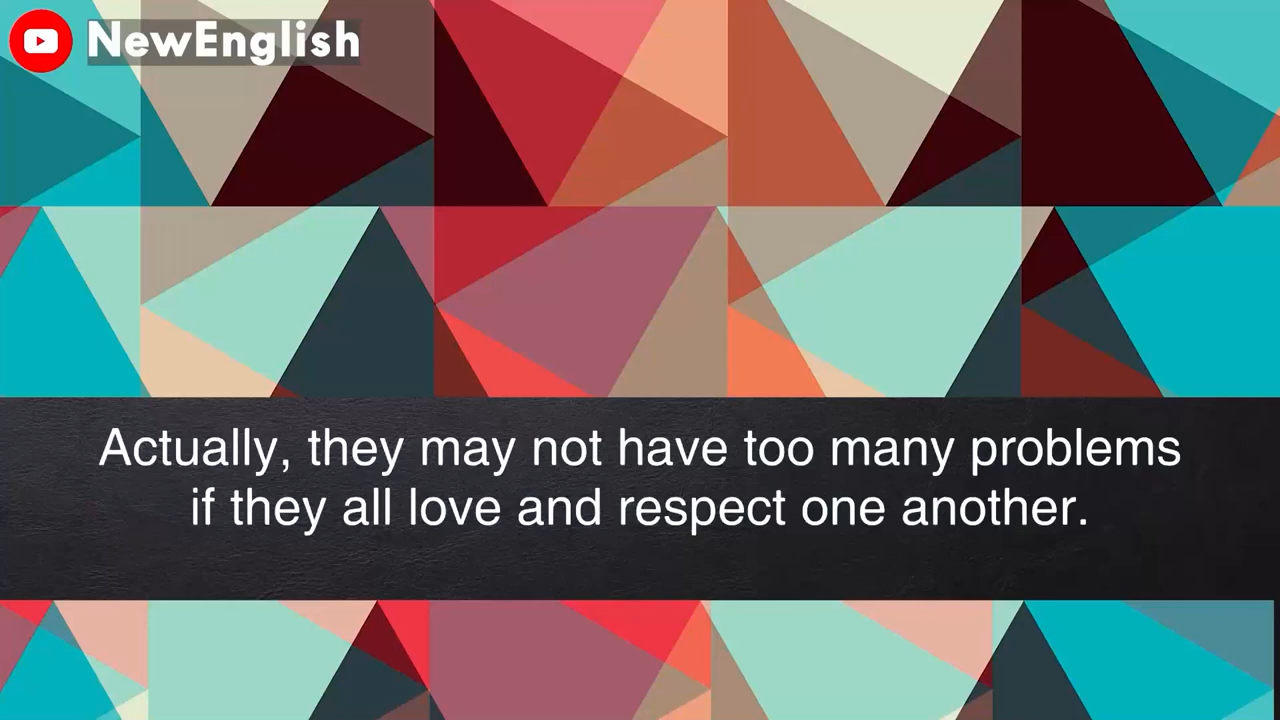 NewEnglish
Actually, they may not have too many problems
if they all love and respect one another.